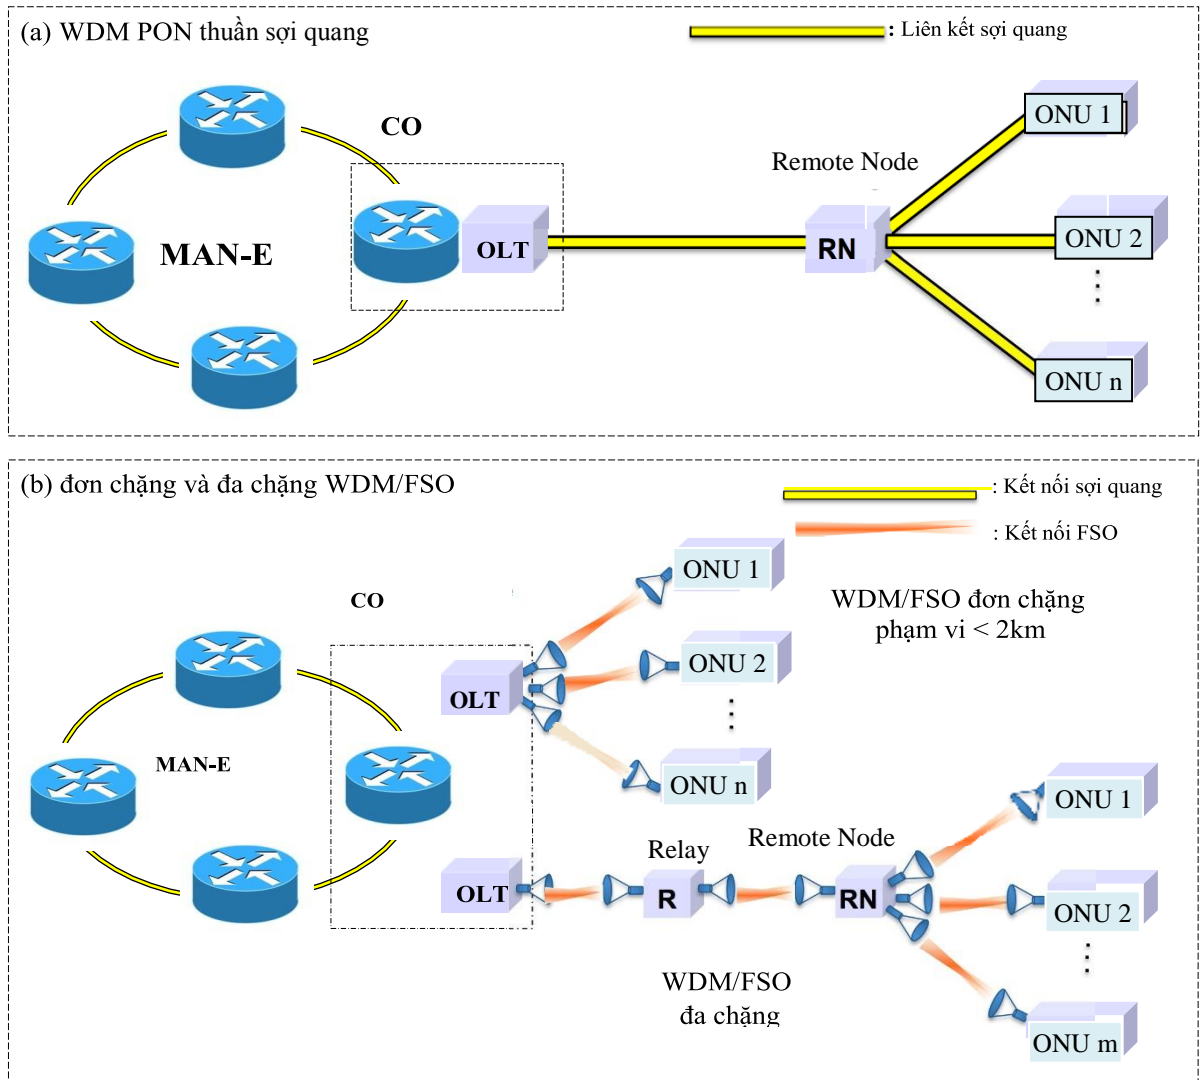 (a) WDM PON thuần sợi quang
: Liên kết sợi quang
CO
MAN-E
OLT
Remote Node
RN
ONU 1
ONU 2
ONU n
(b) đơn chặng và đa chặng WDM/FSO
: Kết nối sợi quang
: Kết nối FSO
CO
MAN-E
OLT
ONU 1
ONU 2
ONU n
WDM/FSO đơn chặng
phạm vi < 2km
OLT
Relay
R
Remote Node
RN
ONU 1
ONU 2
ONU m
WDM/FSO
đa chặng